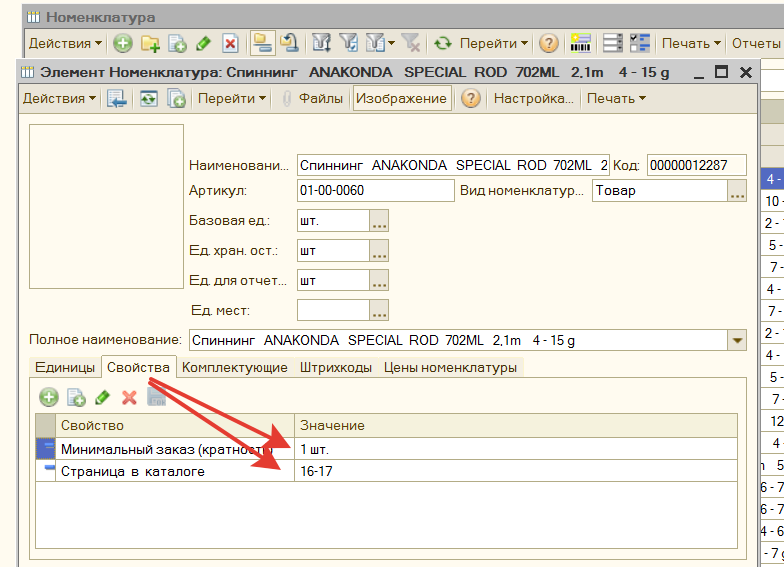 Номенклатура
Действия Перейти Печать Отчеты
Элемент Номенклатура: Спиннинг ANAKONDA SPECIAL ROD 702ML 2,1m 4 - 15 g
Действия Перейти Файлы Изображение Настройка... Печать
Наименовани... Спиннинг ANAKONDA SPECIAL ROD 702ML 2 Код: 00000012287
Артикул: 01-00-0060 Вид номенклатур... Товар ...
Базовая ед.: шт. ...
Ед. хран. ост.: шт ...
Ед. для отчет... шт ...
Ед. мест: ...
Полное наименование: Спиннинг ANAKONDA SPECIAL ROD 702ML 2,1m 4 - 15 g
Единицы Свойства Комплектующие Штрихкоды Цены номенклатуры
Свойство Значение
Минимальный заказ (кратность) 1 шт.
Страница в каталоге 16-17
4 -
10 -
2 - 1
5 -
7 -
4 -
7 -
2 - 1
4 -
5 -
7 -
12
4
5
6 - 7
6 - 7
4 - 6
- 7 g